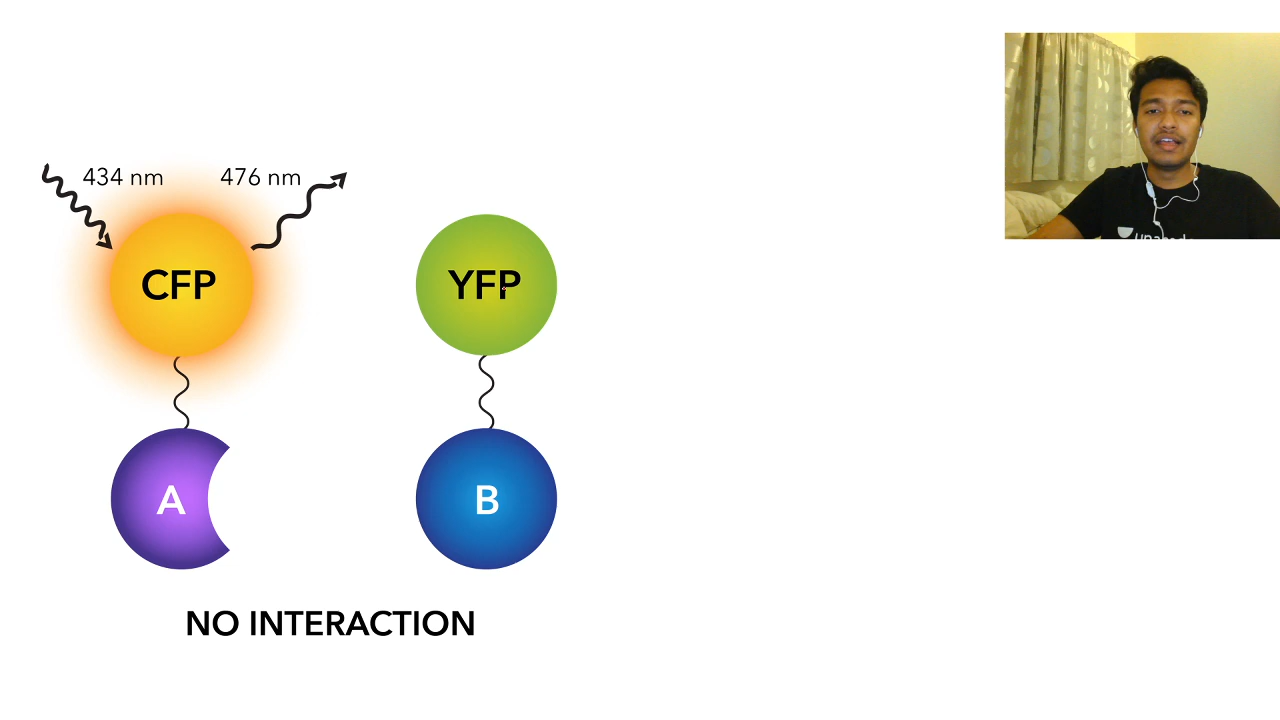 434 nm
476 nm
CFP
YFP
A
B
NO INTERACTION